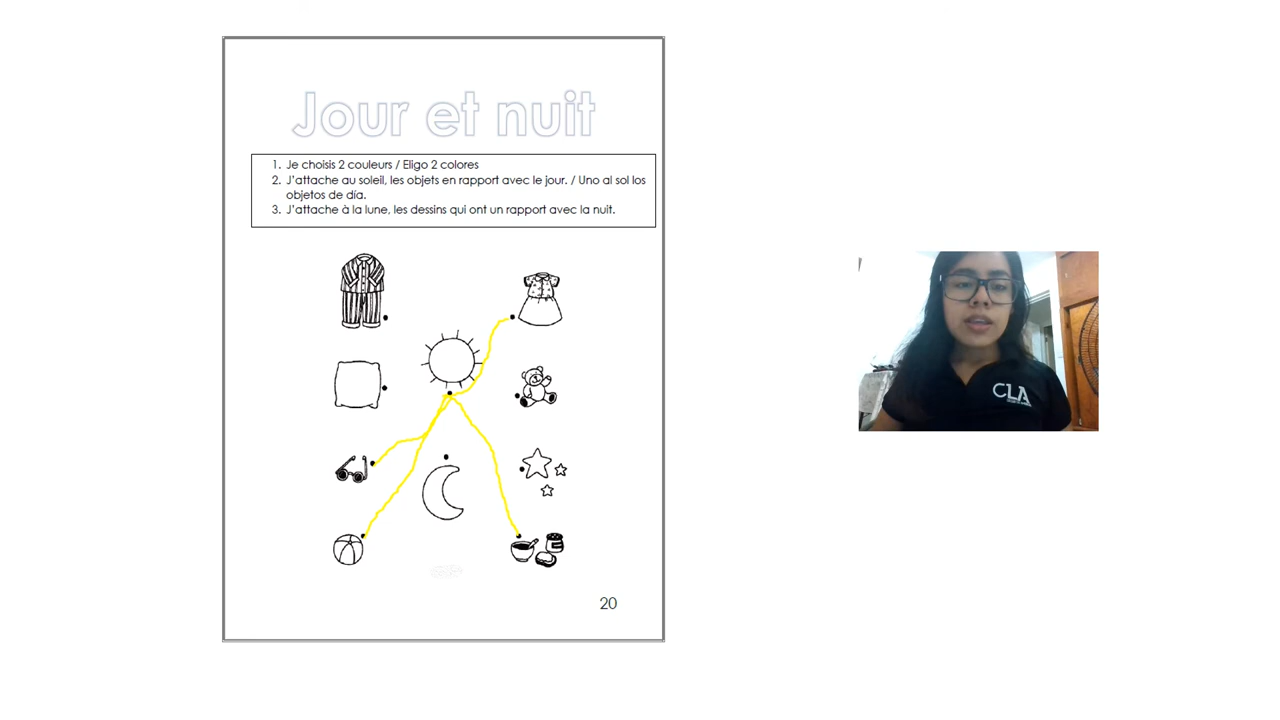 Jour et nuit
1. Je choisis 2 couleurs / Eligo 2 colores
2. J'attache au soleil, les objets en rapport avec le jour. / Uno al sol los
objetos de día.
3. J'attache à la lune, les dessins qui ont un rapport avec la nuit.
CLA
20